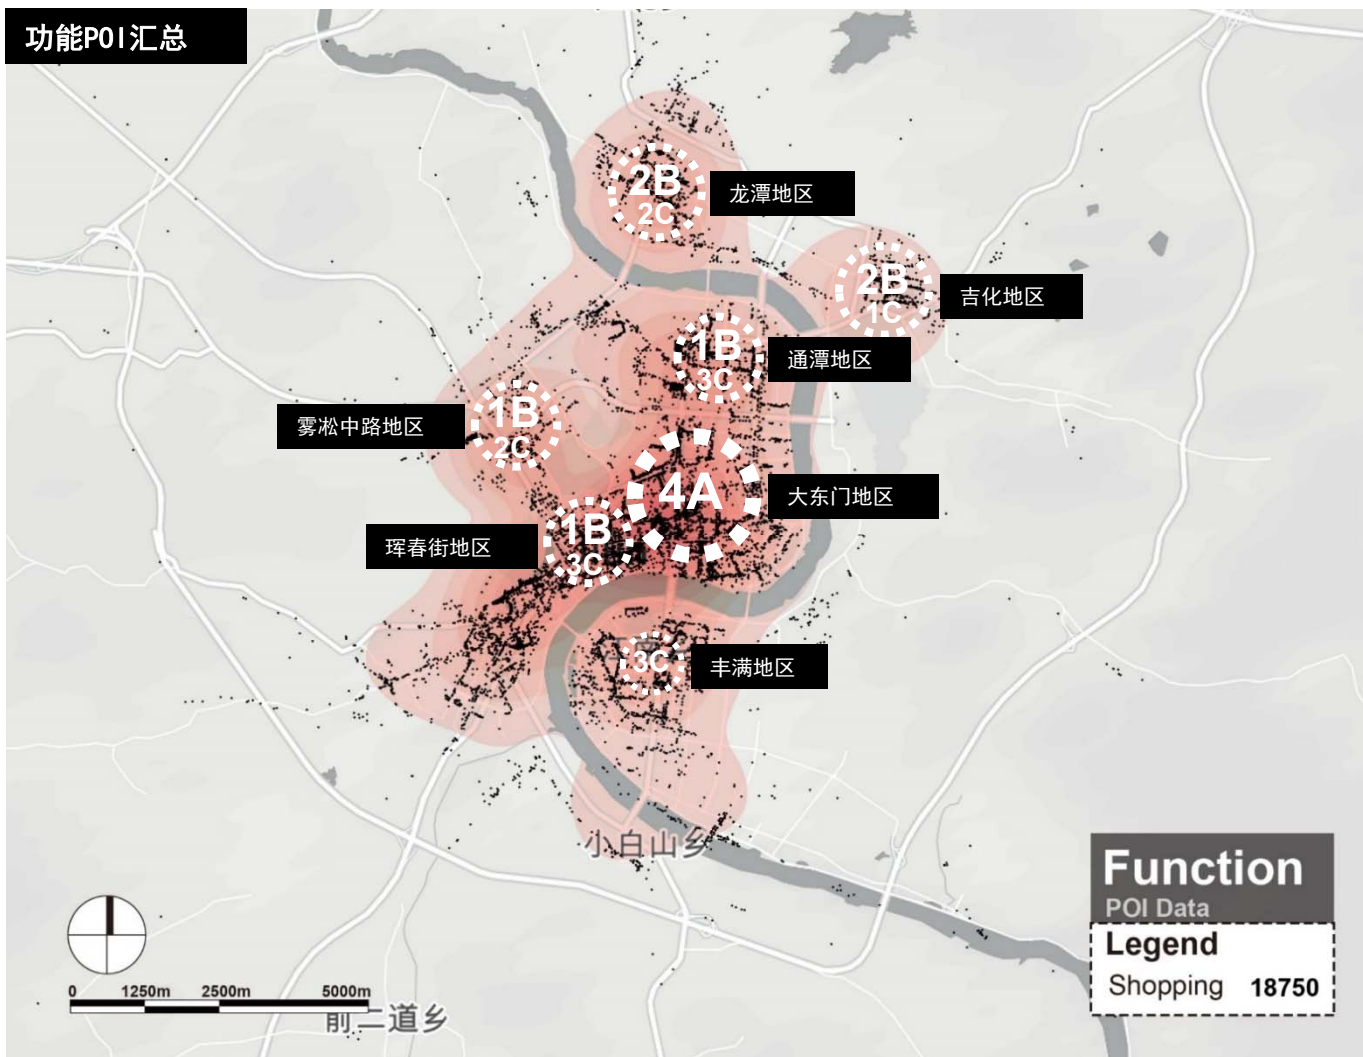 功能POI汇总
2B
2C
龙潭地区
2B
1C
吉化地区
1B
3C
通潭地区
1B
2C
雾凇中路地区
4A
大东门地区
1B
3C
珲春街地区
3C
丰满地区
小白山乡
Function
POI Data
Legend
Shopping 18750
0 1250m 2500m 5000m
前二道乡